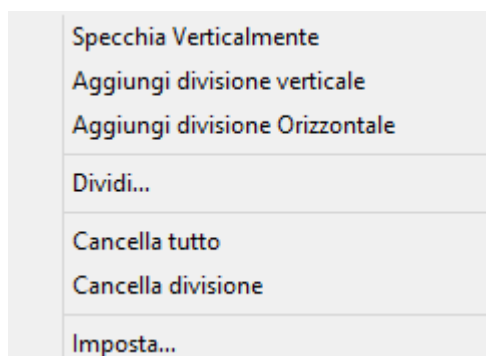 Specchia Verticalmente
Aggiungi divisione verticale
Aggiungi divisione Orizzontale
Dividi...
Cancella tutto
Cancella divisione
Imposta...